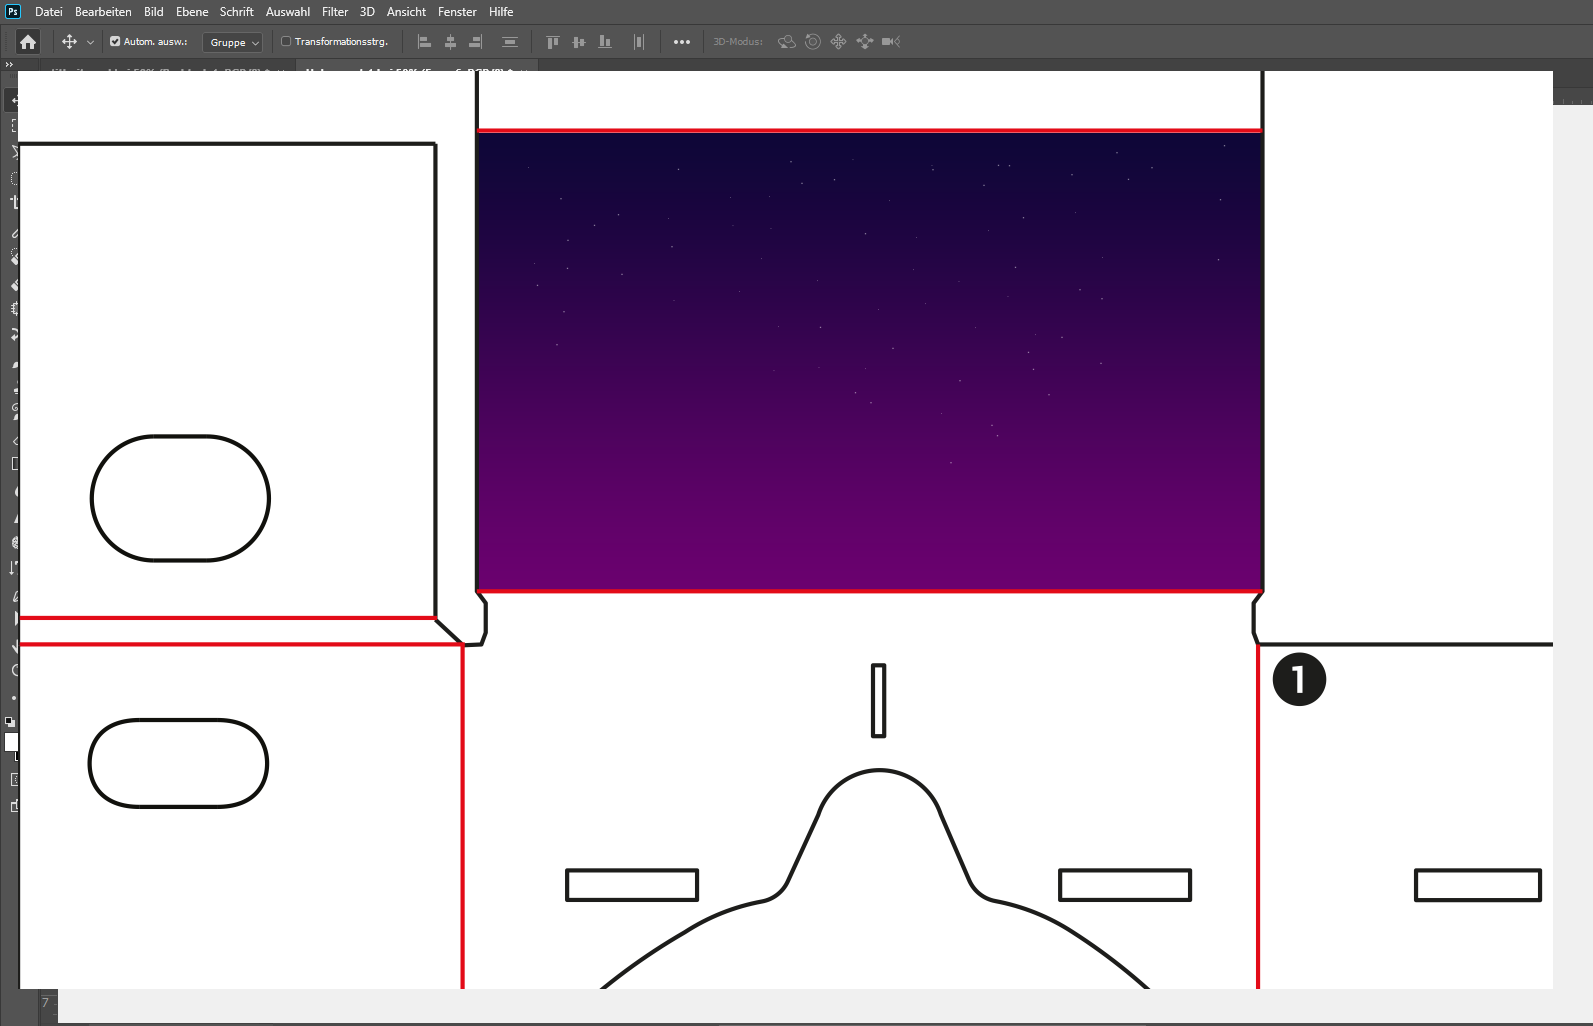 Ps Datei Bearbeiten Bild Ebene Schrift Auswahl Filter 3D Ansicht Fenster Hilfe
Autom. ausw.: Gruppe Transformationsstrg. 3D-Modus:
1
7